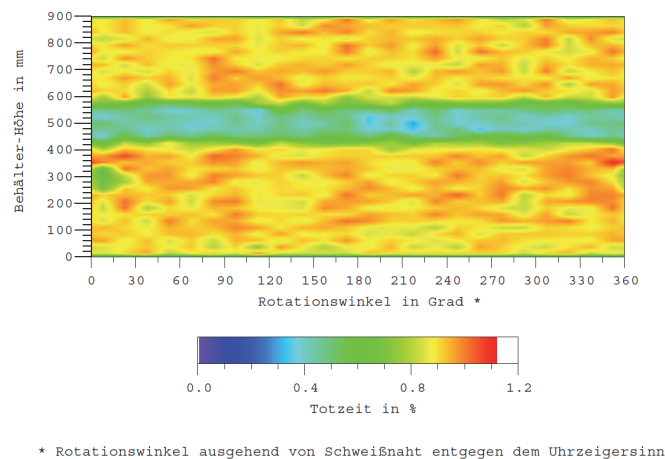 900
800
700
600
500
400
300
200
100
0
Behälter-Höhe in mm
0 30 60 90 120 150 180 210 240 270 300 330 360
Rotationswinkel in Grad *
0.0 0.4 0.8 1.2
Totzeit in %
* Rotationswinkel ausgehend von Schweißnaht entgegen dem Uhrzeigersinn